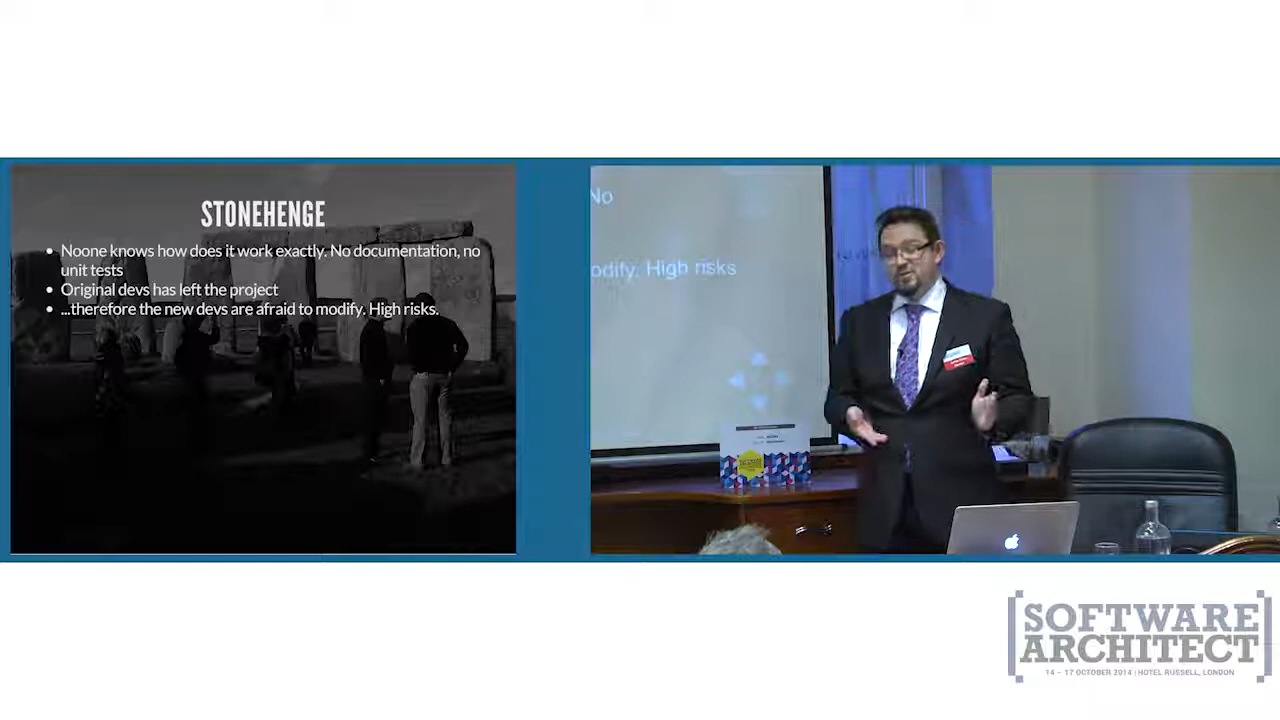 STONEHENGE
• Noone knows how does it work exactly. No documentation, no
unit tests
• Original devs has left the project
• ...therefore the new devs are afraid to modify. High risks.
No
odify. High risks
SOFTWARE
ARCHITECT
14 – 17 OCTOBER 2014 | HOTEL RUSSELL, LONDON